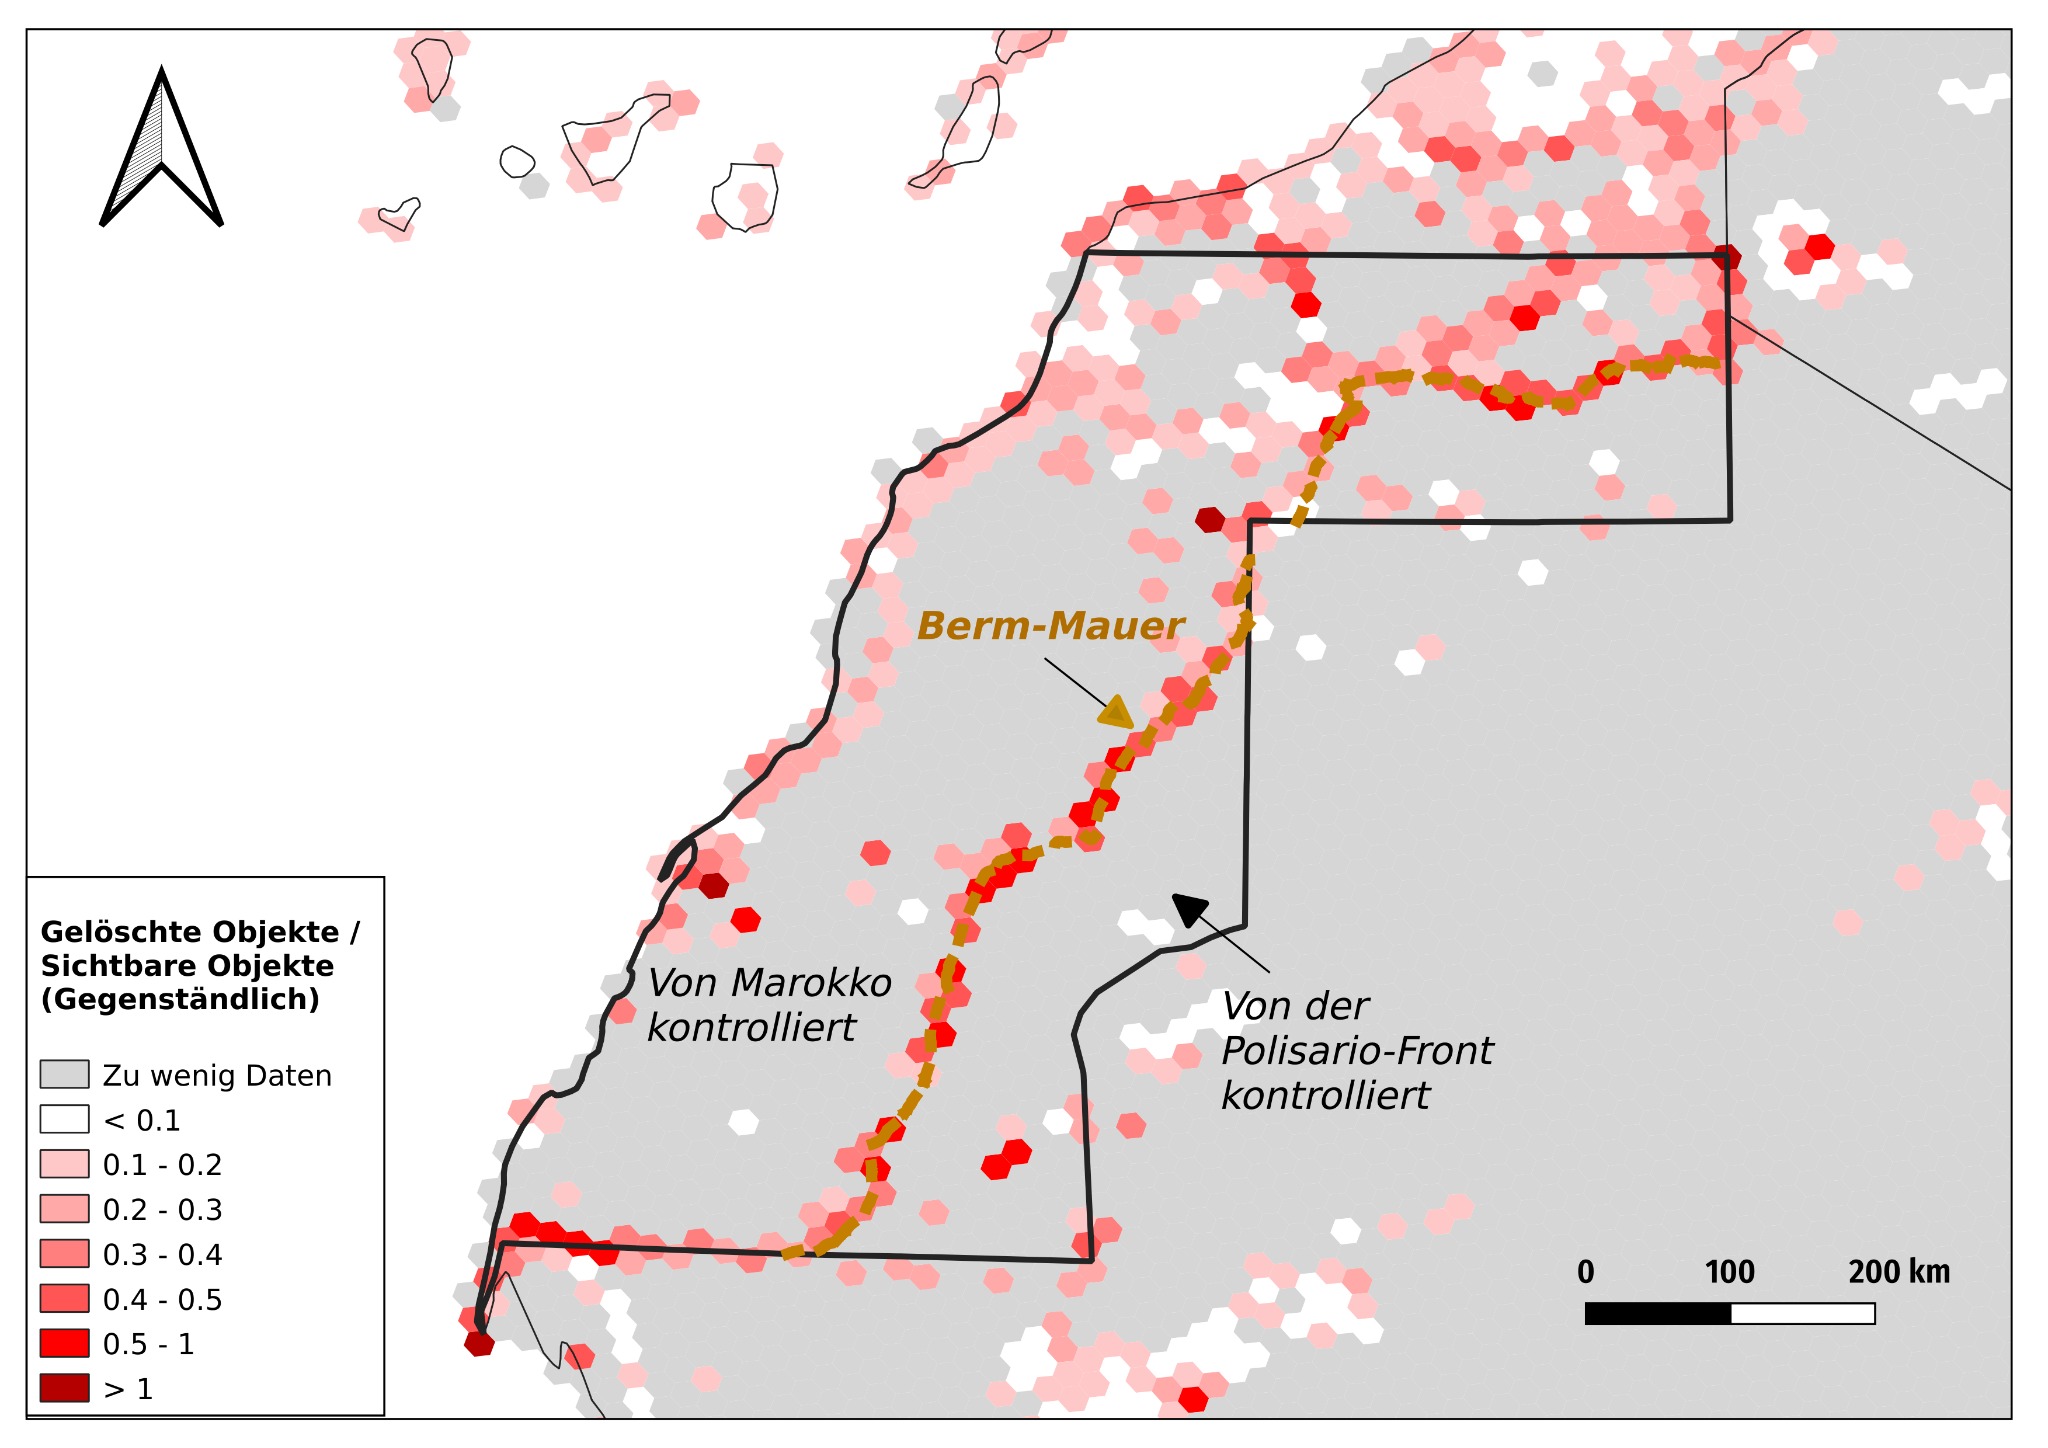 Berm-Mauer
Gelöschte Objekte /
Sichtbare Objekte
(Gegenständlich)
Zu wenig Daten
< 0.1
0.1 - 0.2
0.2 - 0.3
0.3 - 0.4
0.4 - 0.5
0.5 - 1
> 1
Von Marokko
kontrolliert
Von der
Polisario-Front
kontrolliert
0 100 200 km